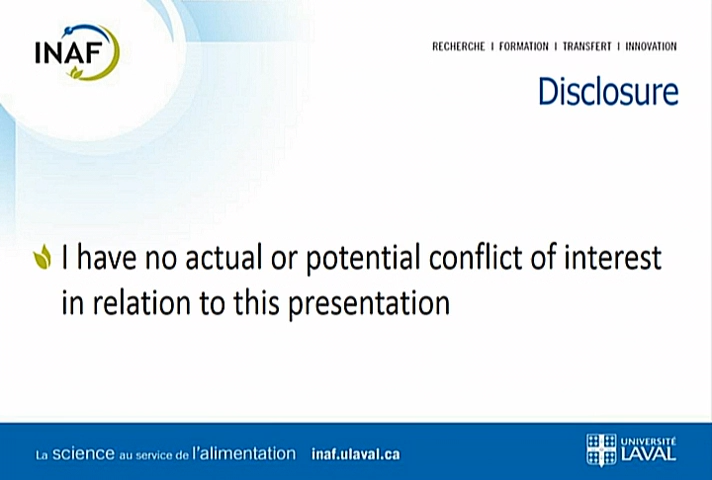 INAF
RECHERCHE I FORMATION I TRANSFERT I INNOVATION
Disclosure
I have no actual or potential conflict of interest
in relation to this presentation
La science au service de l'alimentation inaf.ulaval.ca
UNIVERSITÉ
LAVAL